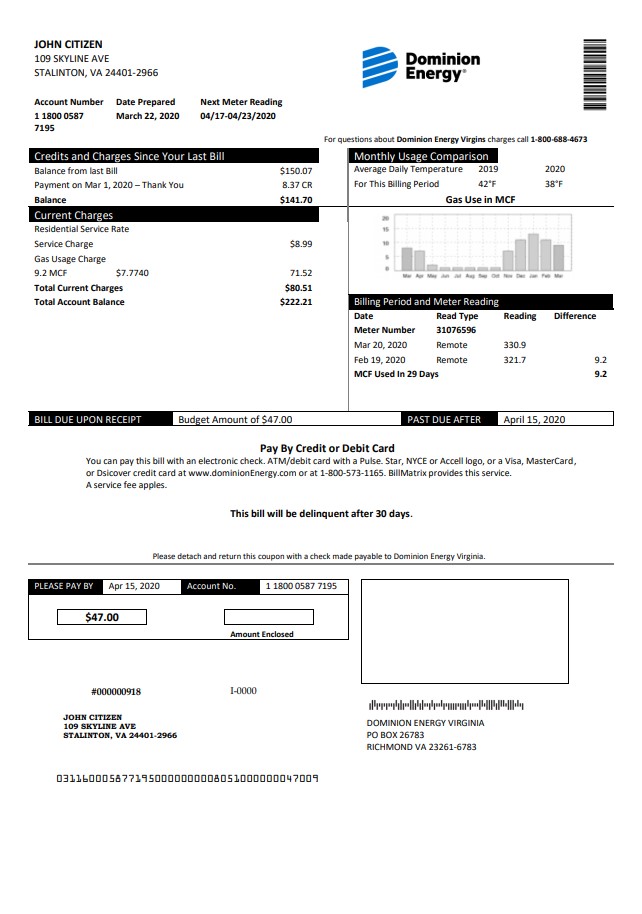 JOHN CITIZEN
109 SKYLINE AVE
STALINTON, VA 24401-2966
Dominion
Energy®
Account Number Date Prepared Next Meter Reading
1 1800 0587 March 22, 2020 04/17-04/23/2020
7195
For questions about Dominion Energy Virgins charges call 1-800-688-4673
Credits and Charges Since Your Last Bill
Balance from last Bill $150.07
Payment on Mar 1, 2020 – Thank You 8.37 CR
Balance $141.70
Current Charges
Residential Service Rate
Service Charge $8.99
Gas Usage Charge
9.2 MCF $7.7740 71.52
Total Current Charges $80.51
Total Account Balance $222.21
Monthly Usage Comparison
Average Daily Temperature 2019 2020
For This Billing Period 42°F 38°F
Gas Use in MCF
20
15
10
5
0
Mar Apr May Jun Jul Aug Sep Oct Nov Dec Jan Feb Mar
Billing Period and Meter Reading
Date Read Type Reading Difference
Meter Number 31076596
Mar 20, 2020 Remote 330.9
Feb 19, 2020 Remote 321.7 9.2
MCF Used In 29 Days 9.2
BILL DUE UPON RECEIPT Budget Amount of $47.00 PAST DUE AFTER April 15, 2020
Pay By Credit or Debit Card
You can pay this bill with an electronic check. ATM/debit card with a Pulse. Star, NYCE or Accell logo, or a Visa, MasterCard,
or Dsicover credit card at www.dominionEnergy.com or at 1-800-573-1165. BillMatrix provides this service.
A service fee applies.
This bill will be delinquent after 30 days.
Please detach and return this coupon with a check made payable to Dominion Energy Virginia.
PLEASE PAY BY Apr 15, 2020 Account No. 1 1800 0587 7195
$47.00
Amount Enclosed
#000000918 I-0000
JOHN CITIZEN
109 SKYLINE AVE
STALINTON, VA 24401-2966
DOMINION ENERGY VIRGINIA
PO BOX 26783
RICHMOND VA 23261-6783